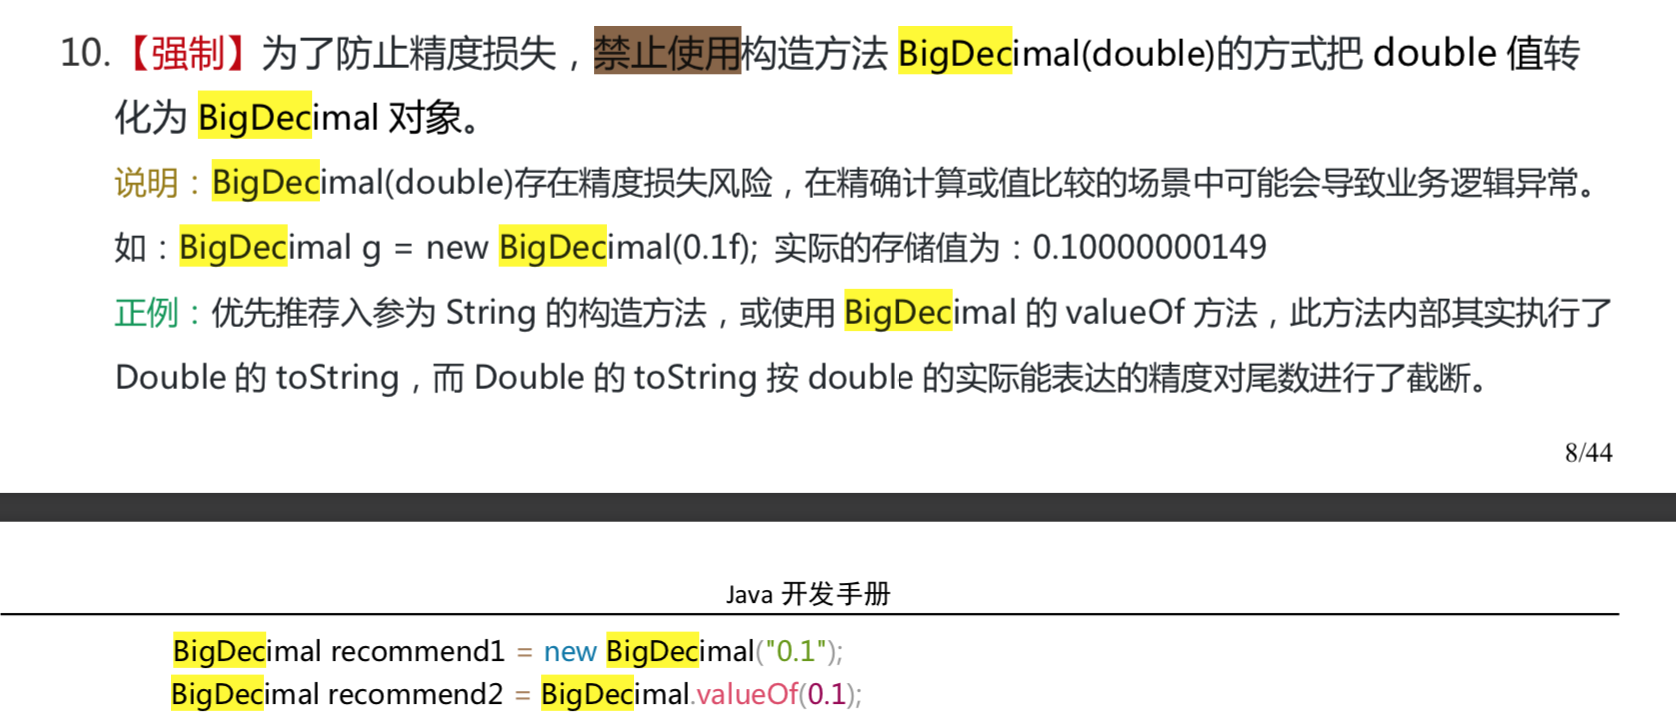 10.【强制】为了防止精度损失，禁止使用构造方法 BigDecimal(double)的方式把 double 值转
化为 BigDecimal 对象。
说明：BigDecimal(double)存在精度损失风险，在精确计算或值比较的场景中可能会导致业务逻辑异常。
如：BigDecimal g = new BigDecimal(0.1f); 实际的存储值为：0.10000000149
正例：优先推荐入参为 String 的构造方法，或使用 BigDecimal 的 valueOf 方法，此方法内部其实执行了
Double 的 toString，而 Double 的 toString 按 double 的实际能表达的精度对尾数进行了截断。
8/44
Java 开发手册
BigDecimal recommend1 = new BigDecimal("0.1");
BigDecimal recommend2 = BigDecimal.valueOf(0.1);